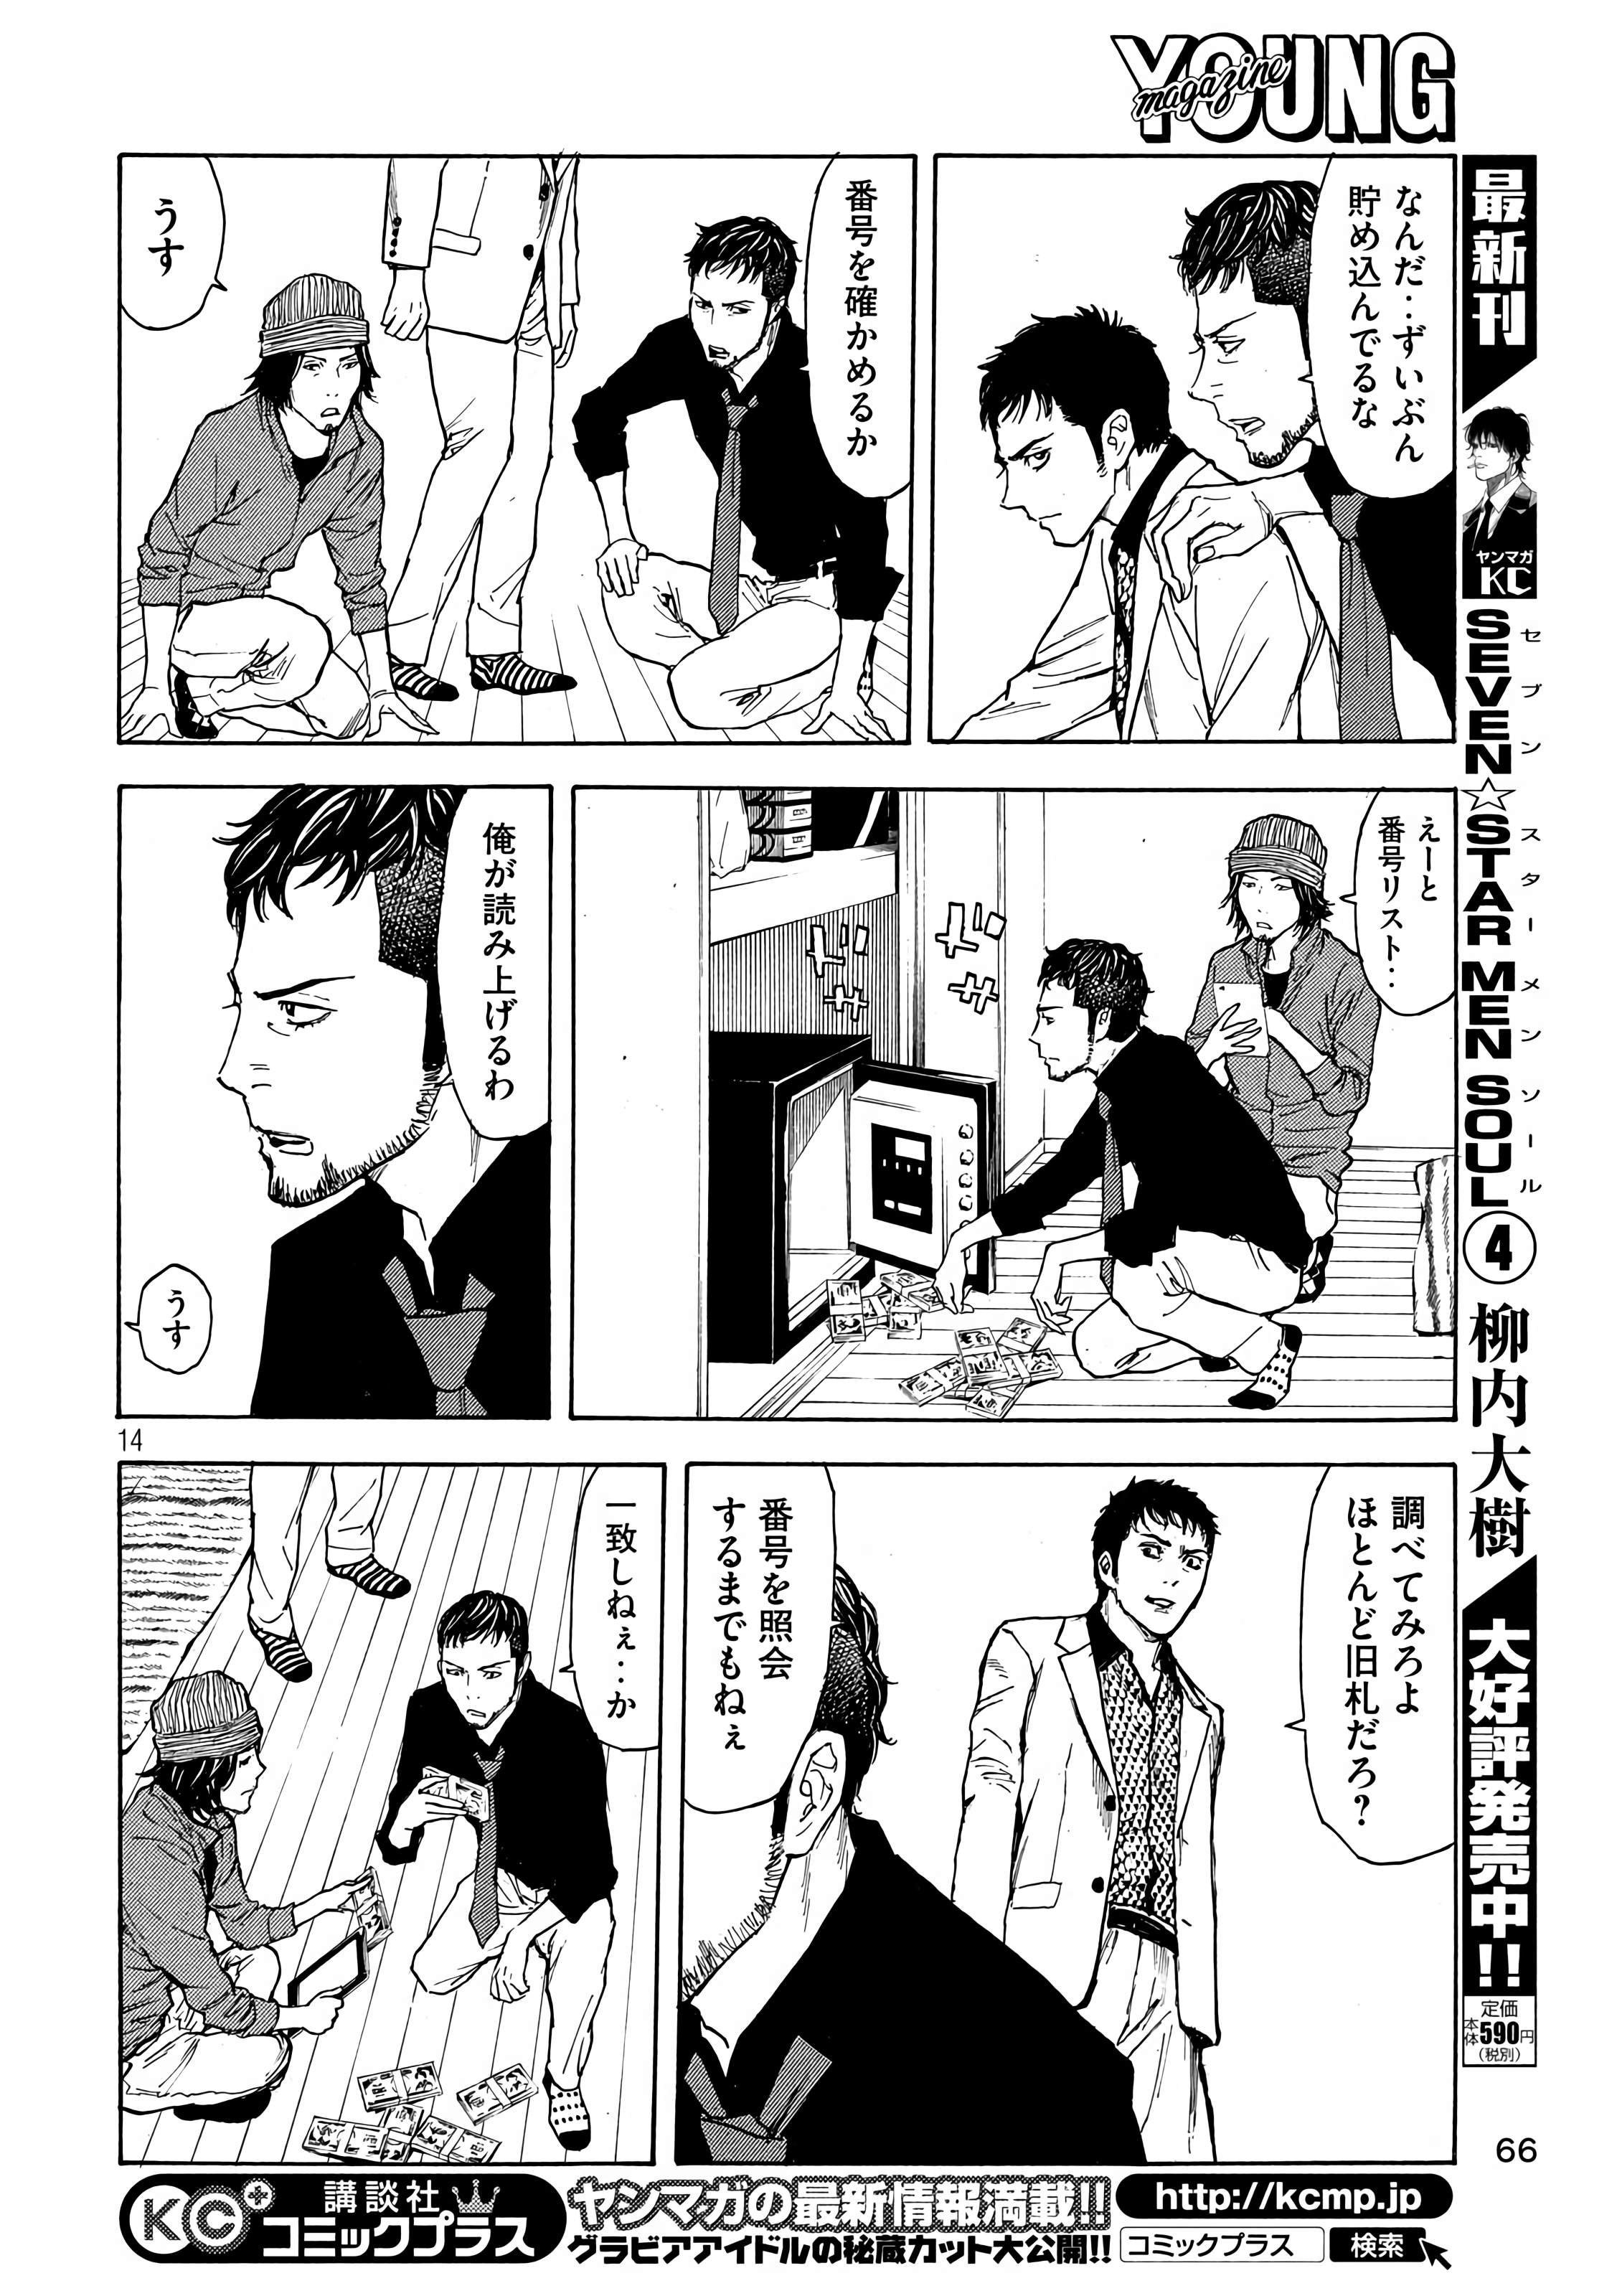 YOUNG
magazine
なんだ‥ずいぶん
貯め込んでるな
番号を確かめるか
うす
えーと
番号リスト‥
ドサ
ドサ
俺が読み上げるわ
うす
14
調べてみろよ
ほとんど旧札だろ？
番号を照会
するまでもねぇ
一致しねぇ‥か
最新刊
ヤンマガ
KC
SEVEN☆STAR MEN SOUL④
セブンスターメンソール
柳内大樹
大好評発売中!!
定価
本体590円
(税別)
66
KC+
講談社
コミックプラス
ヤンマガの最新情報満載!!
グラビアアイドルの秘蔵カット大公開!!
http://kcmp.jp
コミックプラス 検索